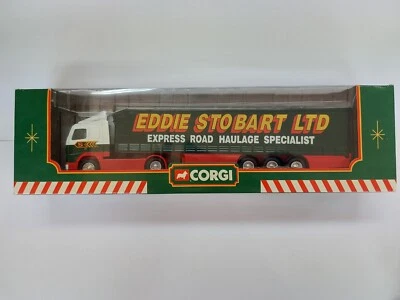 EDDIE STOBART LTD
EXPRESS ROAD HAULAGE SPECIALIST
CORGI